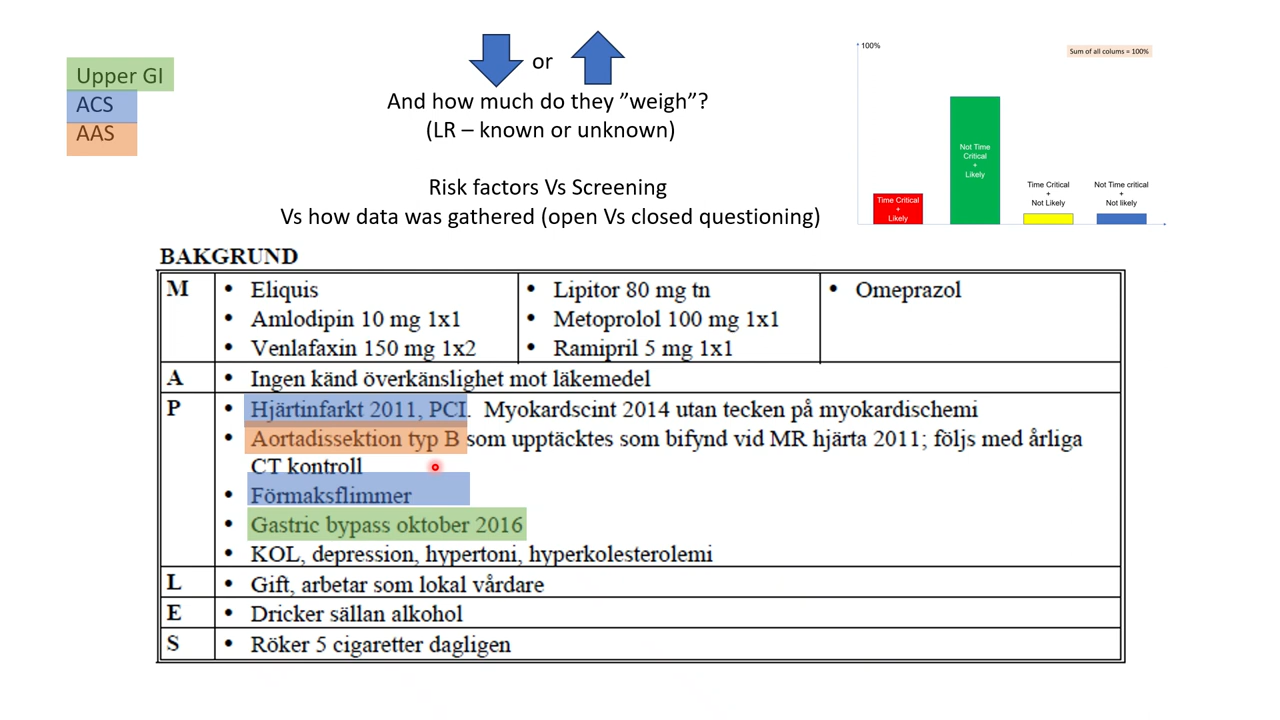 Upper GI
ACS
AAS
or
And how much do they ”weigh”?
(LR – known or unknown)
Risk factors Vs Screening
Vs how data was gathered (open Vs closed questioning)
100%
Sum of all colums = 100%
Time Critical
+
Likely
Not Time
Critical
+
Likely
Time Critical
+
Not Likely
Not Time critical
+
Not likely
BAKGRUND
M
• Eliquis
• Amlodipin 10 mg 1x1
• Venlafaxin 150 mg 1x2
• Lipitor 80 mg tn
• Metoprolol 100 mg 1x1
• Ramipril 5 mg 1x1
• Omeprazol
A
• Ingen känd överkänslighet mot läkemedel
P
• Hjärtinfarkt 2011, PCI. Myokardscint 2014 utan tecken på myokardischemi
• Aortadissektion typ B som upptäcktes som bifynd vid MR hjärta 2011; följs med årliga
CT kontroll
• Förmaksflimmer
• Gastric bypass oktober 2016
• KOL, depression, hypertoni, hyperkolesterolemi
L
• Gift, arbetar som lokal vårdare
E
• Dricker sällan alkohol
S
• Röker 5 cigaretter dagligen